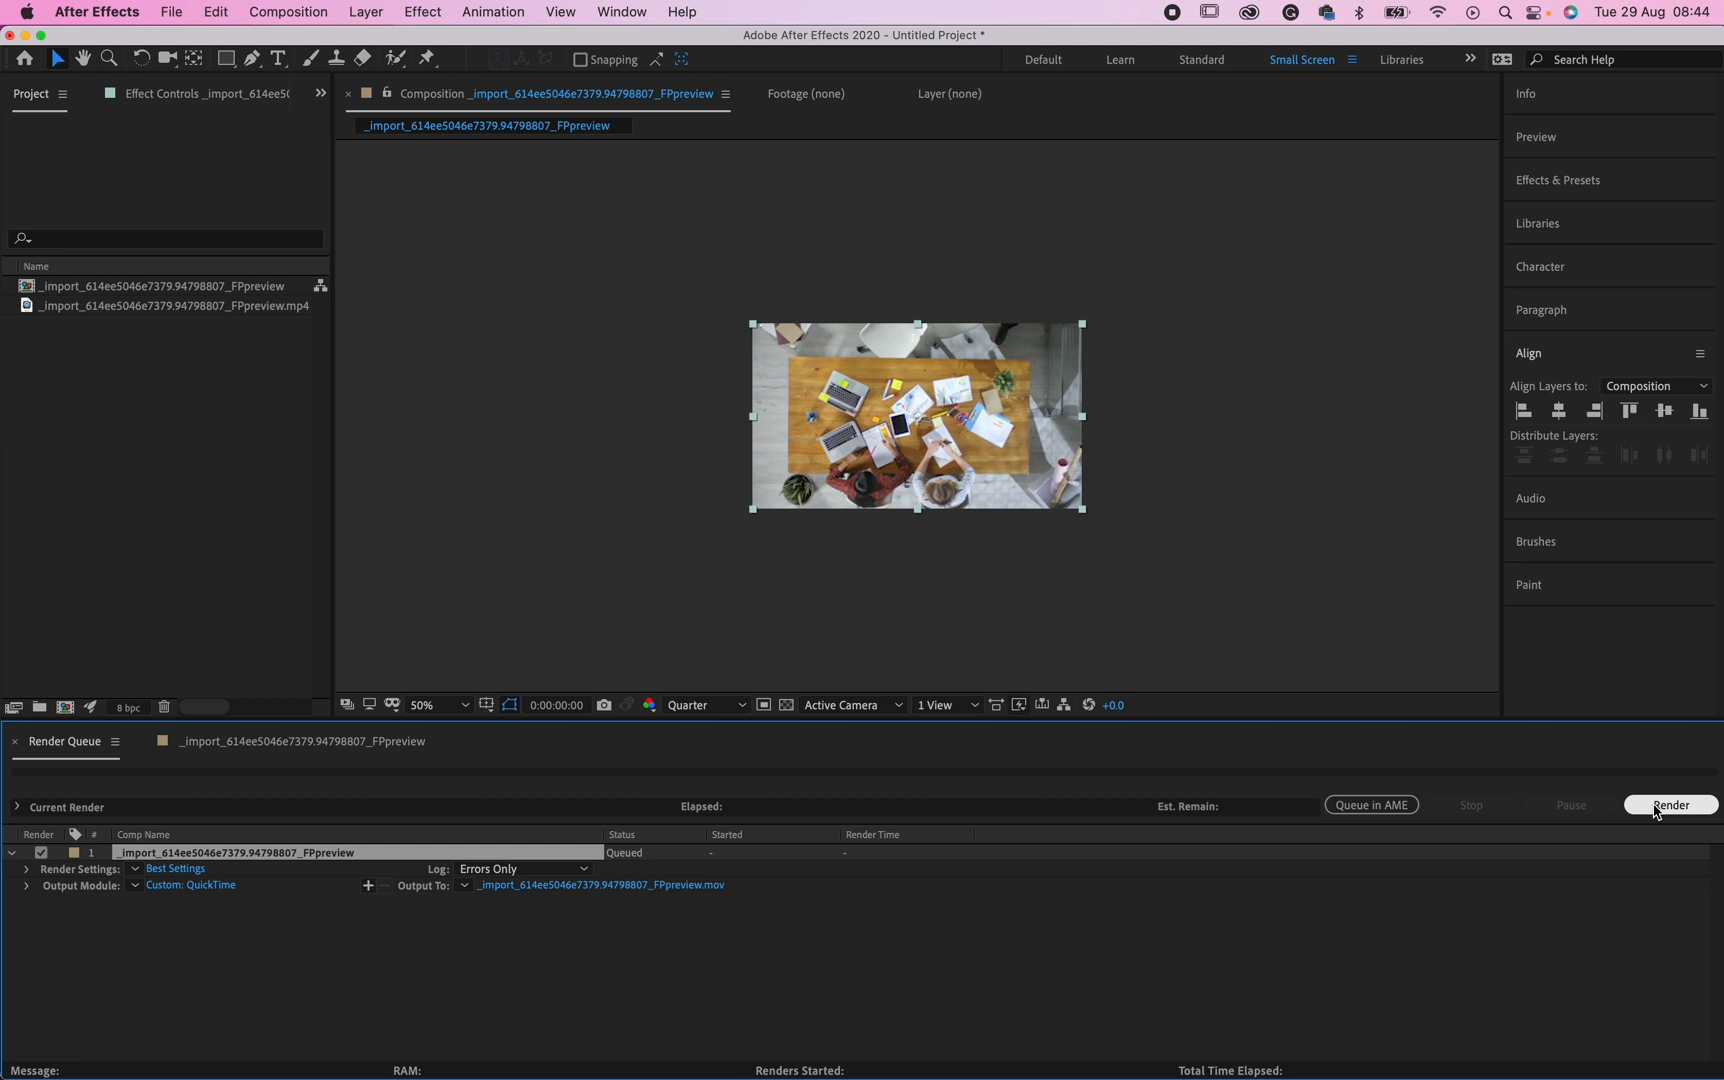 After Effects File Edit Composition Layer Effect Animation View Window Help Tue 29 Aug 08:44
Adobe After Effects 2020 - Untitled Project *
Snapping Default Learn Standard Small Screen Libraries Search Help
Project Effect Controls _import_614ee50 Composition _import_614ee5046e7379.94798807_FPpreview Footage (none) Layer (none) Info
_import_614ee5046e7379.94798807_FPpreview
Preview
Effects & Presets
Libraries
Name Character
_import_614ee5046e7379.94798807_FPpreview
_import_614ee5046e7379.94798807_FPpreview.mp4
Paragraph
Align
Align Layers to: Composition
Distribute Layers:
Audio
Brushes
Paint
8 bpc 50% 0:00:00:00 Quarter Active Camera 1 View +0.0
Render Queue _import_614ee5046e7379.94798807_FPpreview
Current Render Elapsed: Est. Remain: Queue in AME Stop Pause Render
Render # Comp Name Status Started Render Time
1 _import_614ee5046e7379.94798807_FPpreview Queued - -
Render Settings: Best Settings Log: Errors Only
Output Module: Custom: QuickTime Output To: _import_614ee5046e7379.94798807_FPpreview.mov
Message: RAM: Renders Started: Total Time Elapsed: